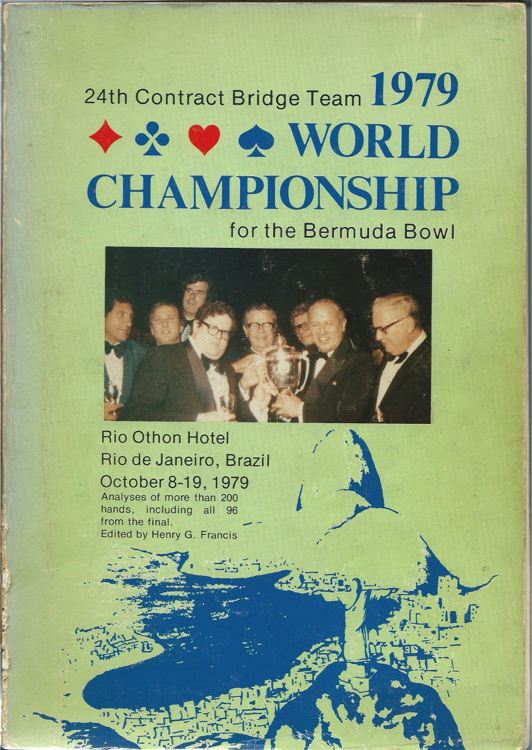 24th Contract Bridge Team 1979
WORLD
CHAMPIONSHIP
for the Bermuda Bowl
Rio Othon Hotel
Rio de Janeiro, Brazil
October 8-19, 1979
Analyses of more than 200
hands, including all 96
from the final.
Edited by Henry G. Francis